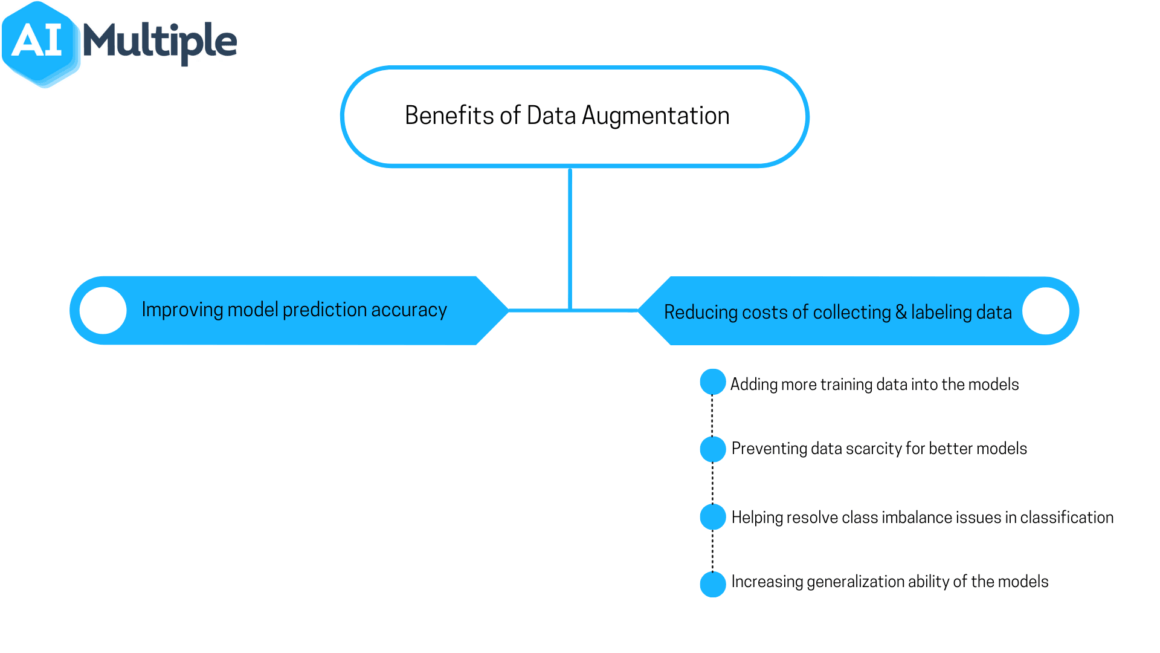 AI Multiple
Benefits of Data Augmentation
Improving model prediction accuracy
Reducing costs of collecting & labeling data
Adding more training data into the models
Preventing data scarcity for better models
Helping resolve class imbalance issues in classification
Increasing generalization ability of the models